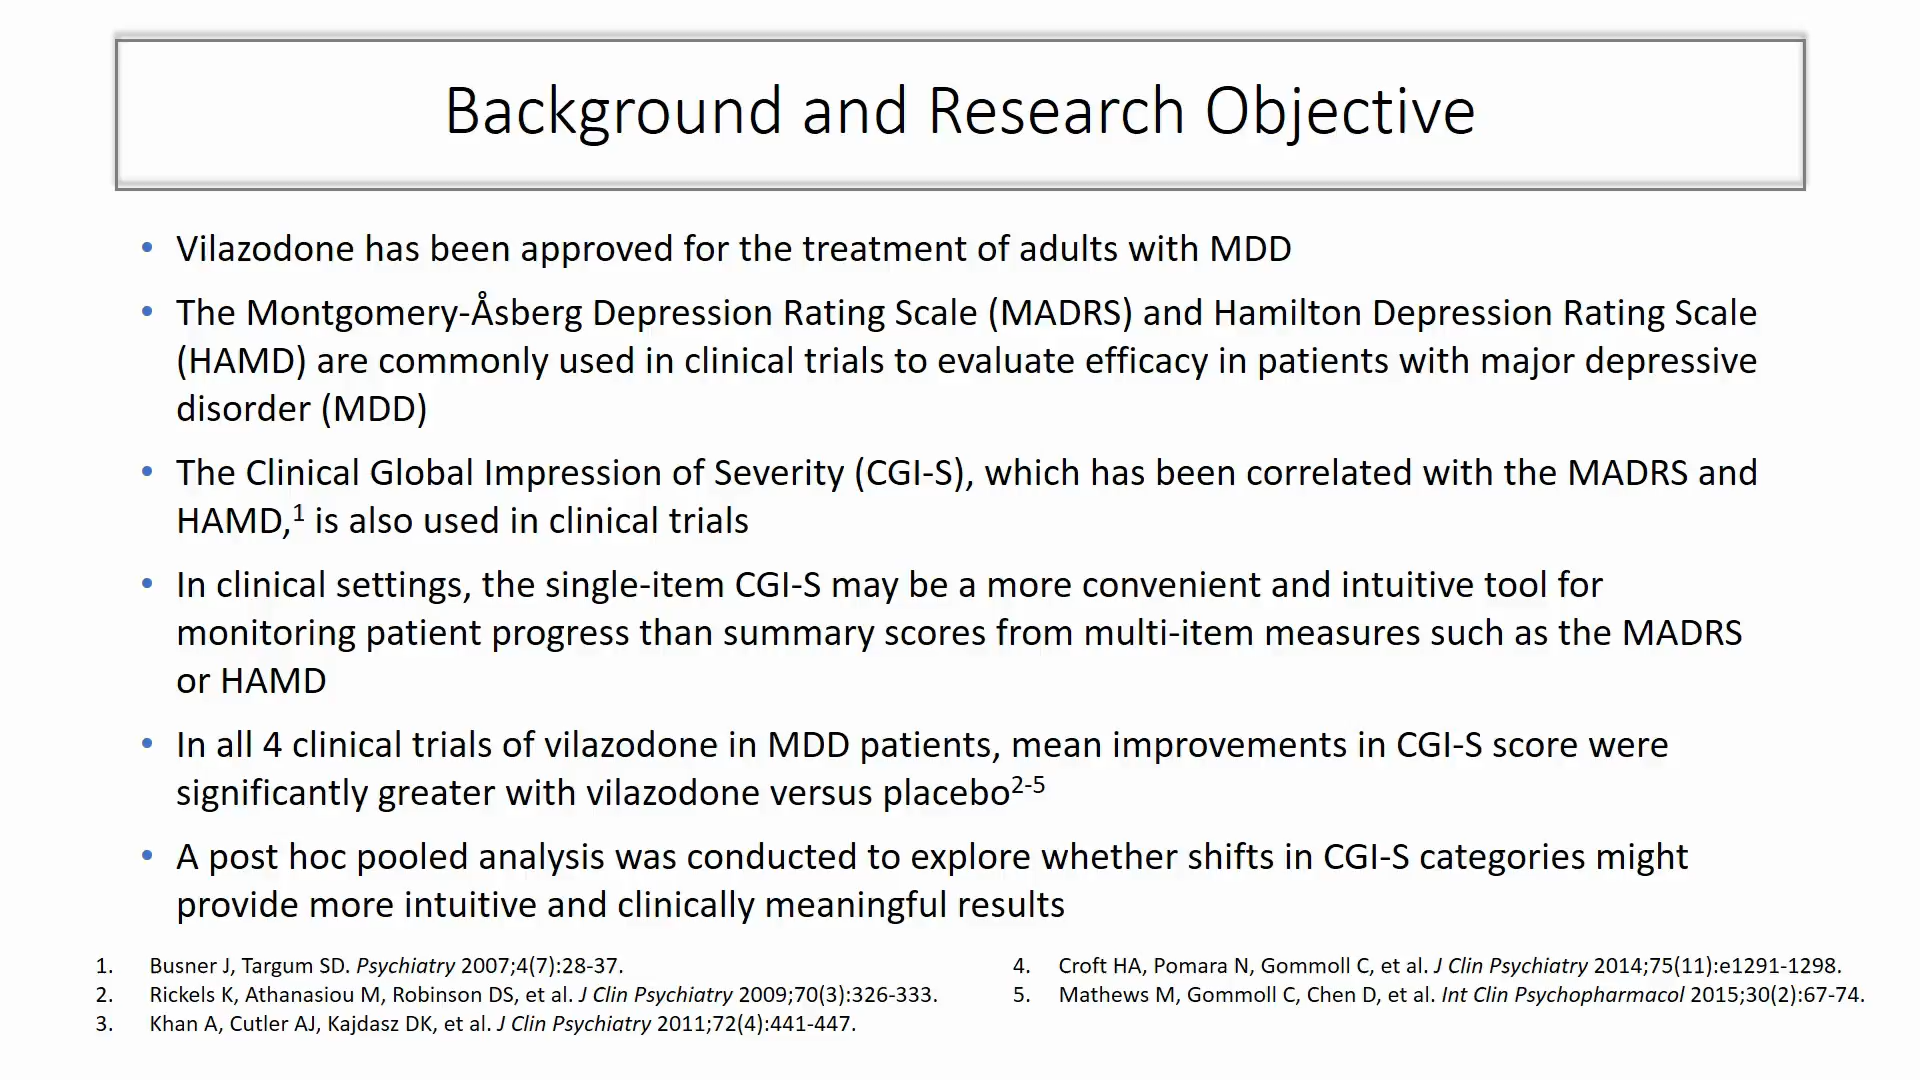 Background and Research Objective
• Vilazodone has been approved for the treatment of adults with MDD
• The Montgomery-Åsberg Depression Rating Scale (MADRS) and Hamilton Depression Rating Scale
(HAMD) are commonly used in clinical trials to evaluate efficacy in patients with major depressive
disorder (MDD)
• The Clinical Global Impression of Severity (CGI-S), which has been correlated with the MADRS and
HAMD,¹ is also used in clinical trials
• In clinical settings, the single-item CGI-S may be a more convenient and intuitive tool for
monitoring patient progress than summary scores from multi-item measures such as the MADRS
or HAMD
• In all 4 clinical trials of vilazodone in MDD patients, mean improvements in CGI-S score were
significantly greater with vilazodone versus placebo²⁻⁵
• A post hoc pooled analysis was conducted to explore whether shifts in CGI-S categories might
provide more intuitive and clinically meaningful results
1. Busner J, Targum SD. Psychiatry 2007;4(7):28-37.
2. Rickels K, Athanasiou M, Robinson DS, et al. J Clin Psychiatry 2009;70(3):326-333.
3. Khan A, Cutler AJ, Kajdasz DK, et al. J Clin Psychiatry 2011;72(4):441-447.
4. Croft HA, Pomara N, Gommoll C, et al. J Clin Psychiatry 2014;75(11):e1291-1298.
5. Mathews M, Gommoll C, Chen D, et al. Int Clin Psychopharmacol 2015;30(2):67-74.